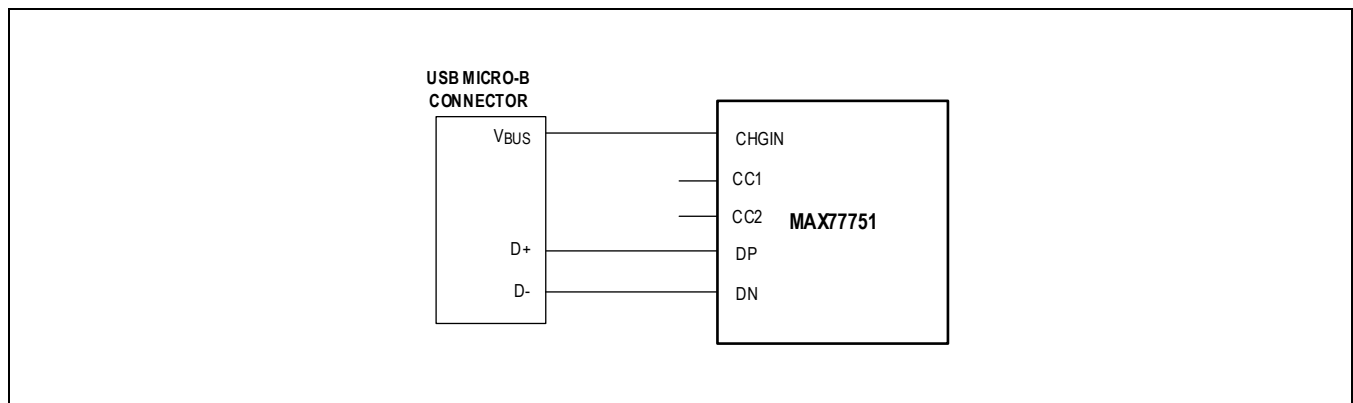 USB MICRO-B
CONNECTOR
VBUS
CHGIN
CC1
CC2
MAX77751
D+
DP
D-
DN